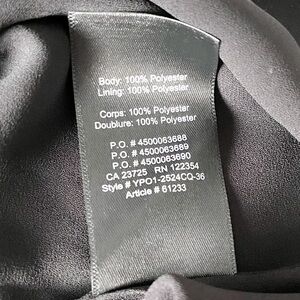 Body: 100% Polyester
Lining: 100% Polyester
Corps: 100% Polyester
Doublure: 100% Polyester
P.O. # 4500063688
P.O. # 4500063689
P.O. # 4500063690
CA 23725 RN 122354
Style # YPO1-2524CQ-36
Article # 61233